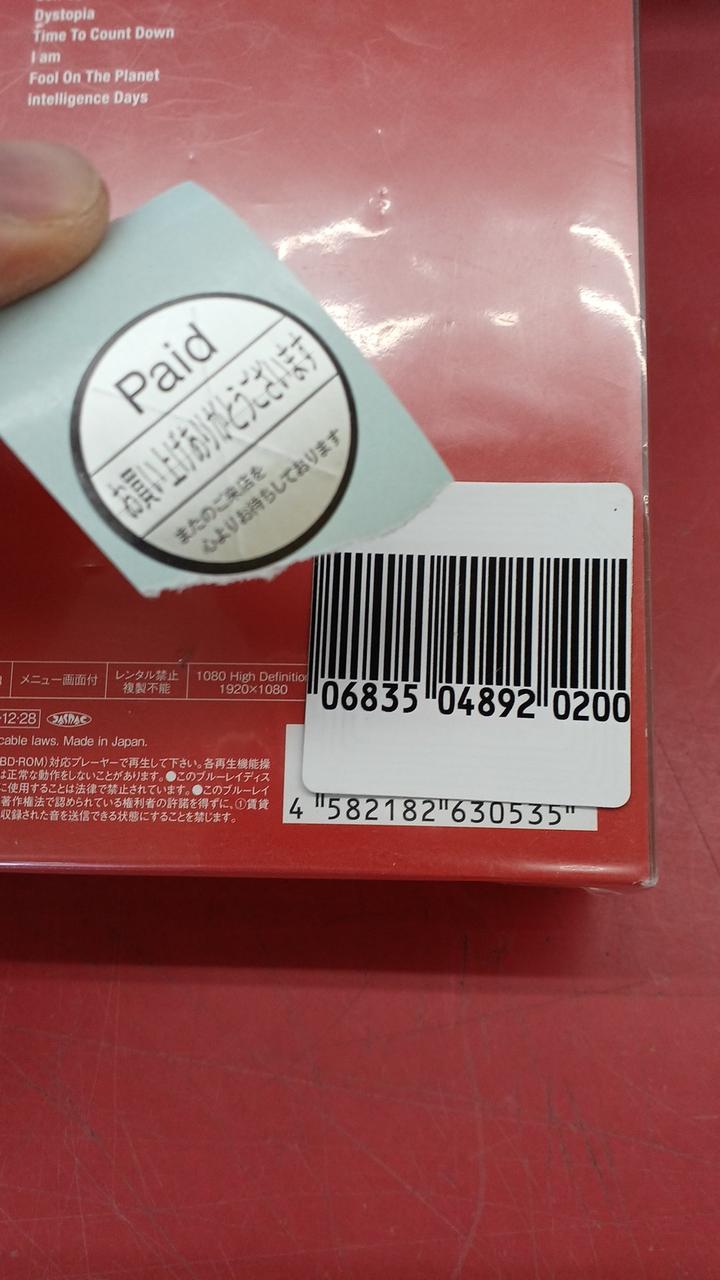 Dystopia
Time To Count Down
I am
Fool On The Planet
intelligence Days
Paid
お買い上げありがとうございます
またのご来店を
心よりお待ちしております
06835 04892 0200
メニュー画面付
レンタル禁止
複製不能
1080 High Definition
1920×1080
12·28
JASRAC
cable laws. Made in Japan.
BD-ROM)対応プレーヤーで再生して下さい。各再生機能操
は正常な動作をしないことがあります。●このブルーレイディス
に使用することは法律で禁止されています。●このブルーレイ
著作権法で認められている権利者の許諾を得ずに、①賃貸
収録された音を送信できる状態にすることを禁じます。
4 582182 630535